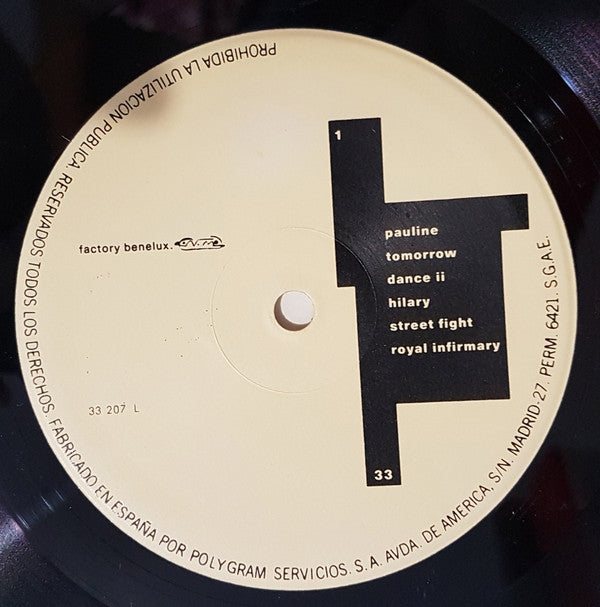 PROHIBIDA LA UTILIZACION PUBLICA. RESERVADOS TODOS LOS DERECHOS. FABRICADO EN ESPAÑA POR POLYGRAM SERVICIOS. S. A. AVDA. DE AMERICA, S/N. MADRID-27. PERM. 6421. S.G.A.E.
1
factory benelux.
pauline
tomorrow
dance ii
hilary
street fight
royal infirmary
33 207 L
33